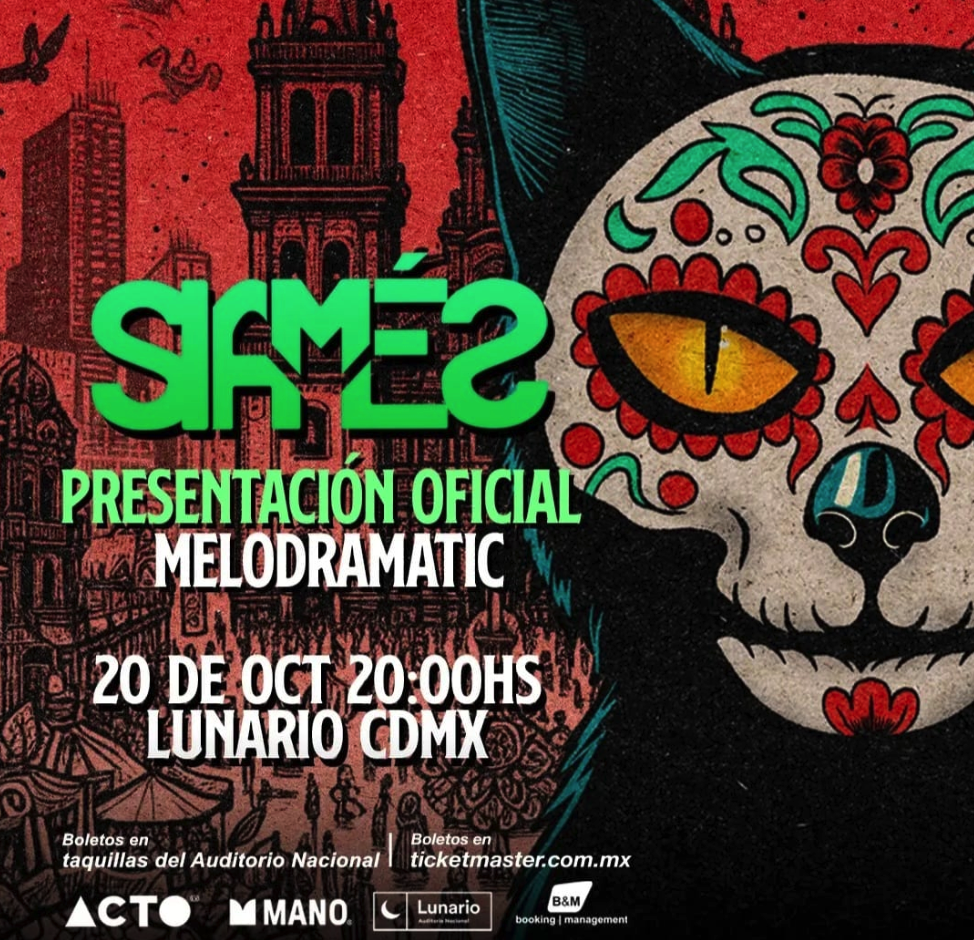 SIAMÉS
PRESENTACIÓN OFICIAL
MELODRAMATIC
20 DE OCT 20:00HS
LUNARIO CDMX
Boletos en
taquillas del Auditorio Nacional
Boletos en
ticketmaster.com.mx
ACTO
MANO
Lunario
Auditorio Nacional
B&M
booking | management